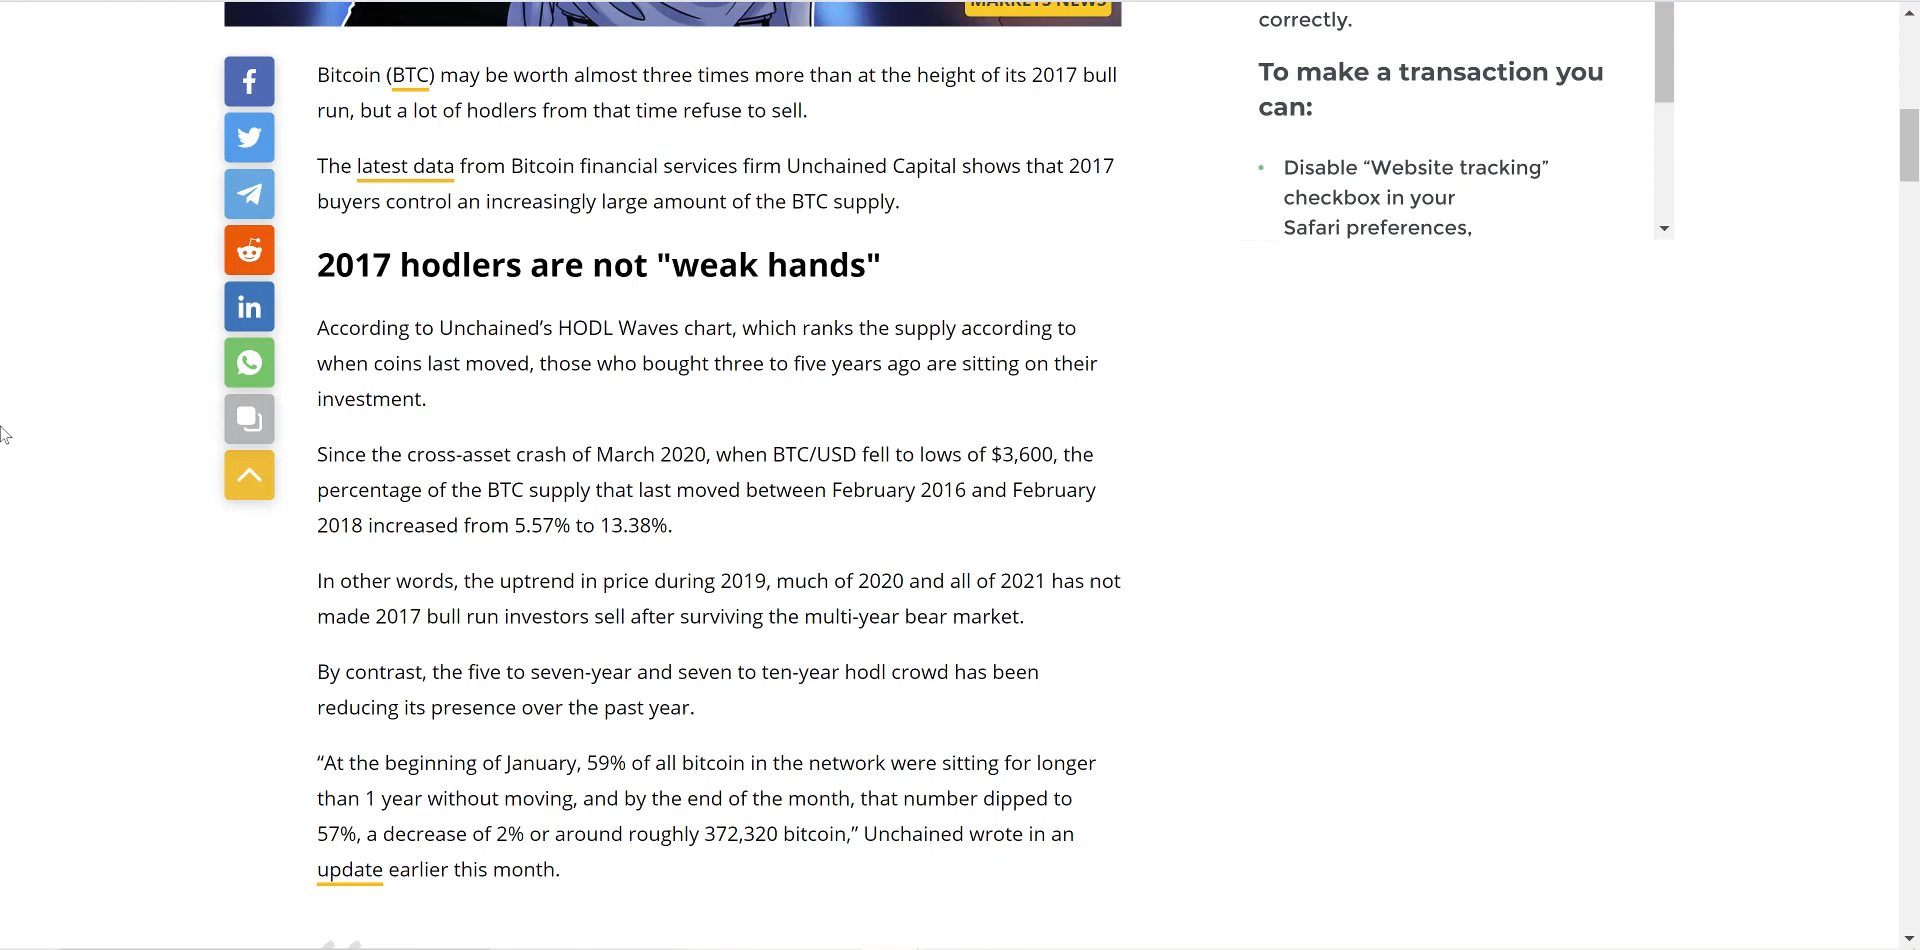 MARKETS NEWS
Bitcoin (BTC) may be worth almost three times more than at the height of its 2017 bull
run, but a lot of hodlers from that time refuse to sell.
The latest data from Bitcoin financial services firm Unchained Capital shows that 2017
buyers control an increasingly large amount of the BTC supply.
2017 hodlers are not "weak hands"
According to Unchained’s HODL Waves chart, which ranks the supply according to
when coins last moved, those who bought three to five years ago are sitting on their
investment.
Since the cross-asset crash of March 2020, when BTC/USD fell to lows of $3,600, the
percentage of the BTC supply that last moved between February 2016 and February
2018 increased from 5.57% to 13.38%.
In other words, the uptrend in price during 2019, much of 2020 and all of 2021 has not
made 2017 bull run investors sell after surviving the multi-year bear market.
By contrast, the five to seven-year and seven to ten-year hodl crowd has been
reducing its presence over the past year.
“At the beginning of January, 59% of all bitcoin in the network were sitting for longer
than 1 year without moving, and by the end of the month, that number dipped to
57%, a decrease of 2% or around roughly 372,320 bitcoin,” Unchained wrote in an
update earlier this month.
correctly.
To make a transaction you
can:
• Disable “Website tracking”
checkbox in your
Safari preferences,